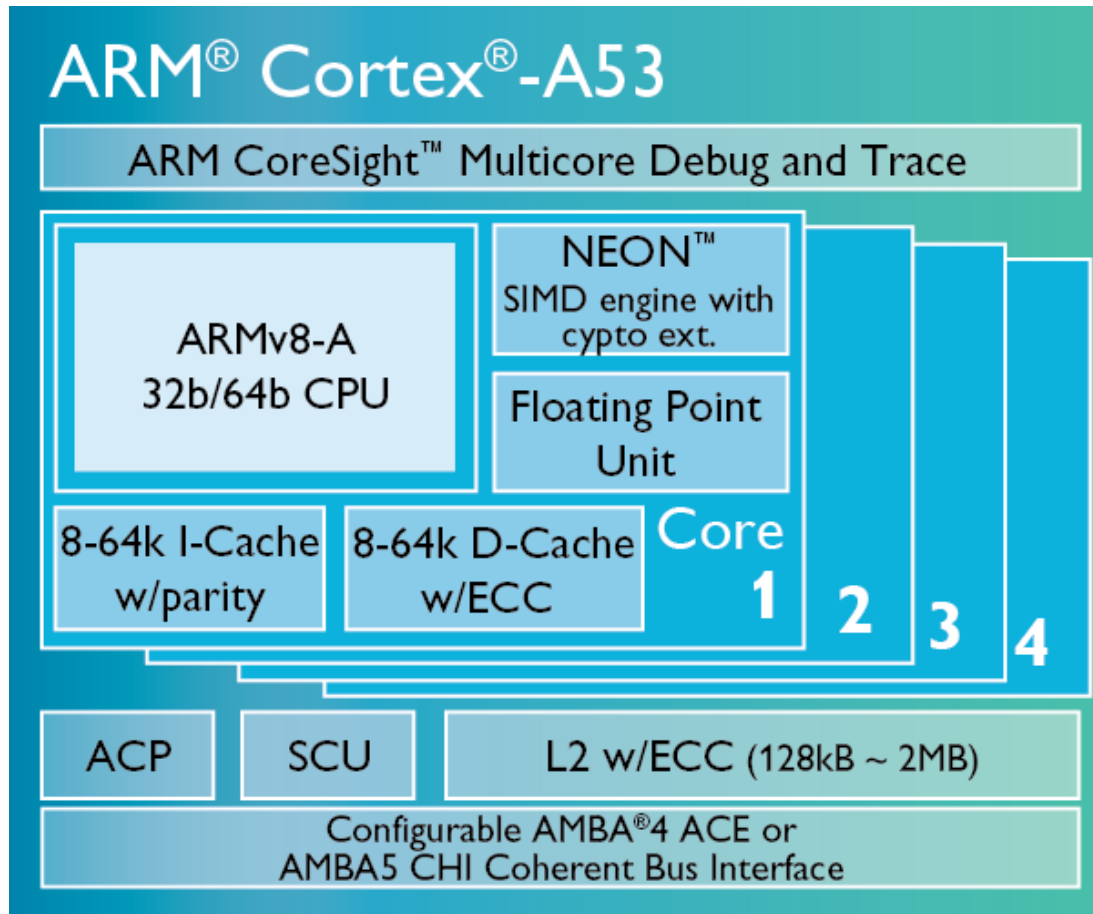 ARM® Cortex®-A53
ARM CoreSight™ Multicore Debug and Trace
ARMv8-A
32b/64b CPU
NEON™
SIMD engine with
cypto ext.
Floating Point
Unit
8-64k I-Cache
w/parity
8-64k D-Cache
w/ECC
Core
1
2
3
4
ACP
SCU
L2 w/ECC (128kB ~ 2MB)
Configurable AMBA®4 ACE or
AMBA5 CHI Coherent Bus Interface